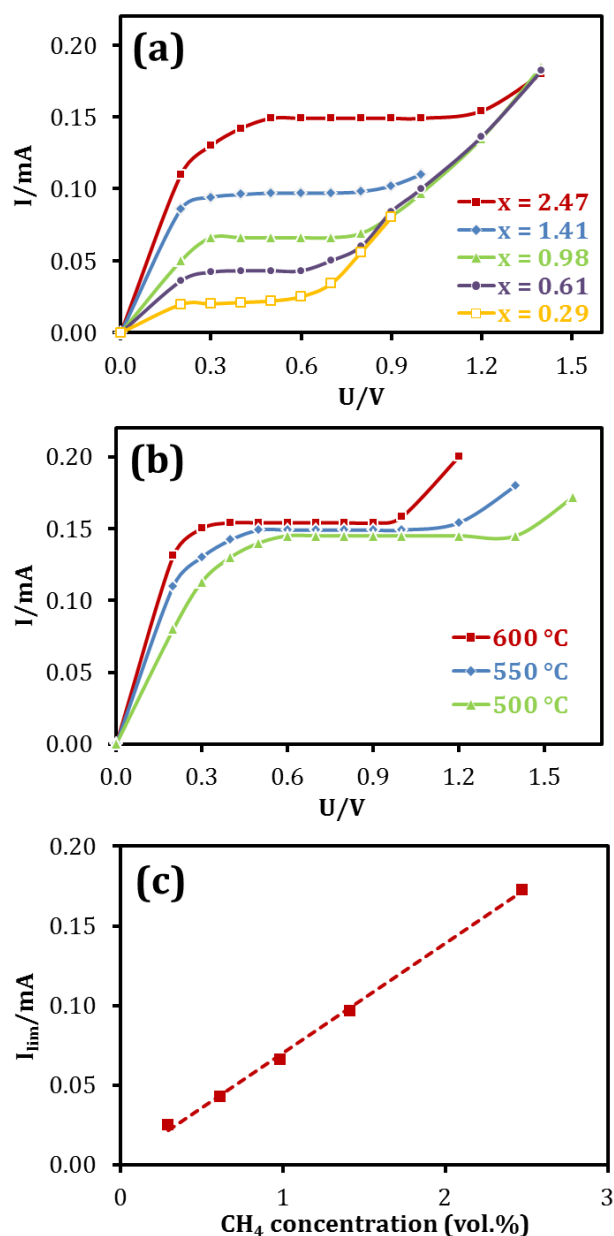 (a)
0.20
0.15
0.10
0.05
0.00
I/mA
x = 2.47
x = 1.41
x = 0.98
x = 0.61
x = 0.29
0.0 0.3 0.6 0.9 1.2 1.5
U/V
(b)
0.20
0.15
0.10
0.05
0.00
I/mA
600 °C
550 °C
500 °C
0.0 0.3 0.6 0.9 1.2 1.5
U/V
(c)
0.20
0.15
0.10
0.05
0.00
Ilim/mA
0 1 2 3
CH4 concentration (vol.%)